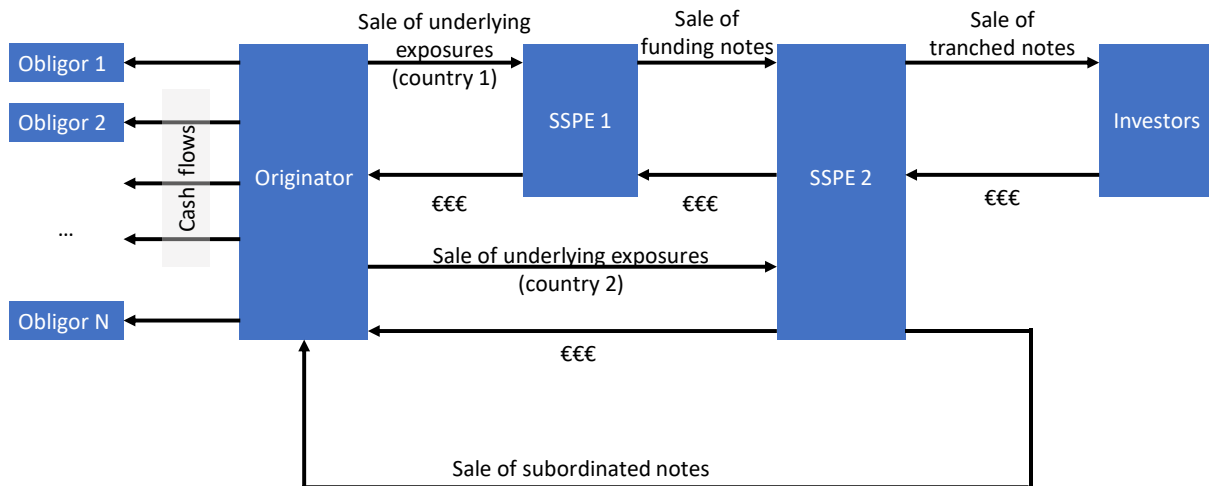 Sale of underlying
exposures
(country 1)
Sale of
funding notes
Sale of
tranched notes
Obligor 1
Obligor 2
...
Obligor N
Cash flows
Originator
SSPE 1
SSPE 2
Investors
€€€
€€€
€€€
Sale of underlying exposures
(country 2)
€€€
Sale of subordinated notes